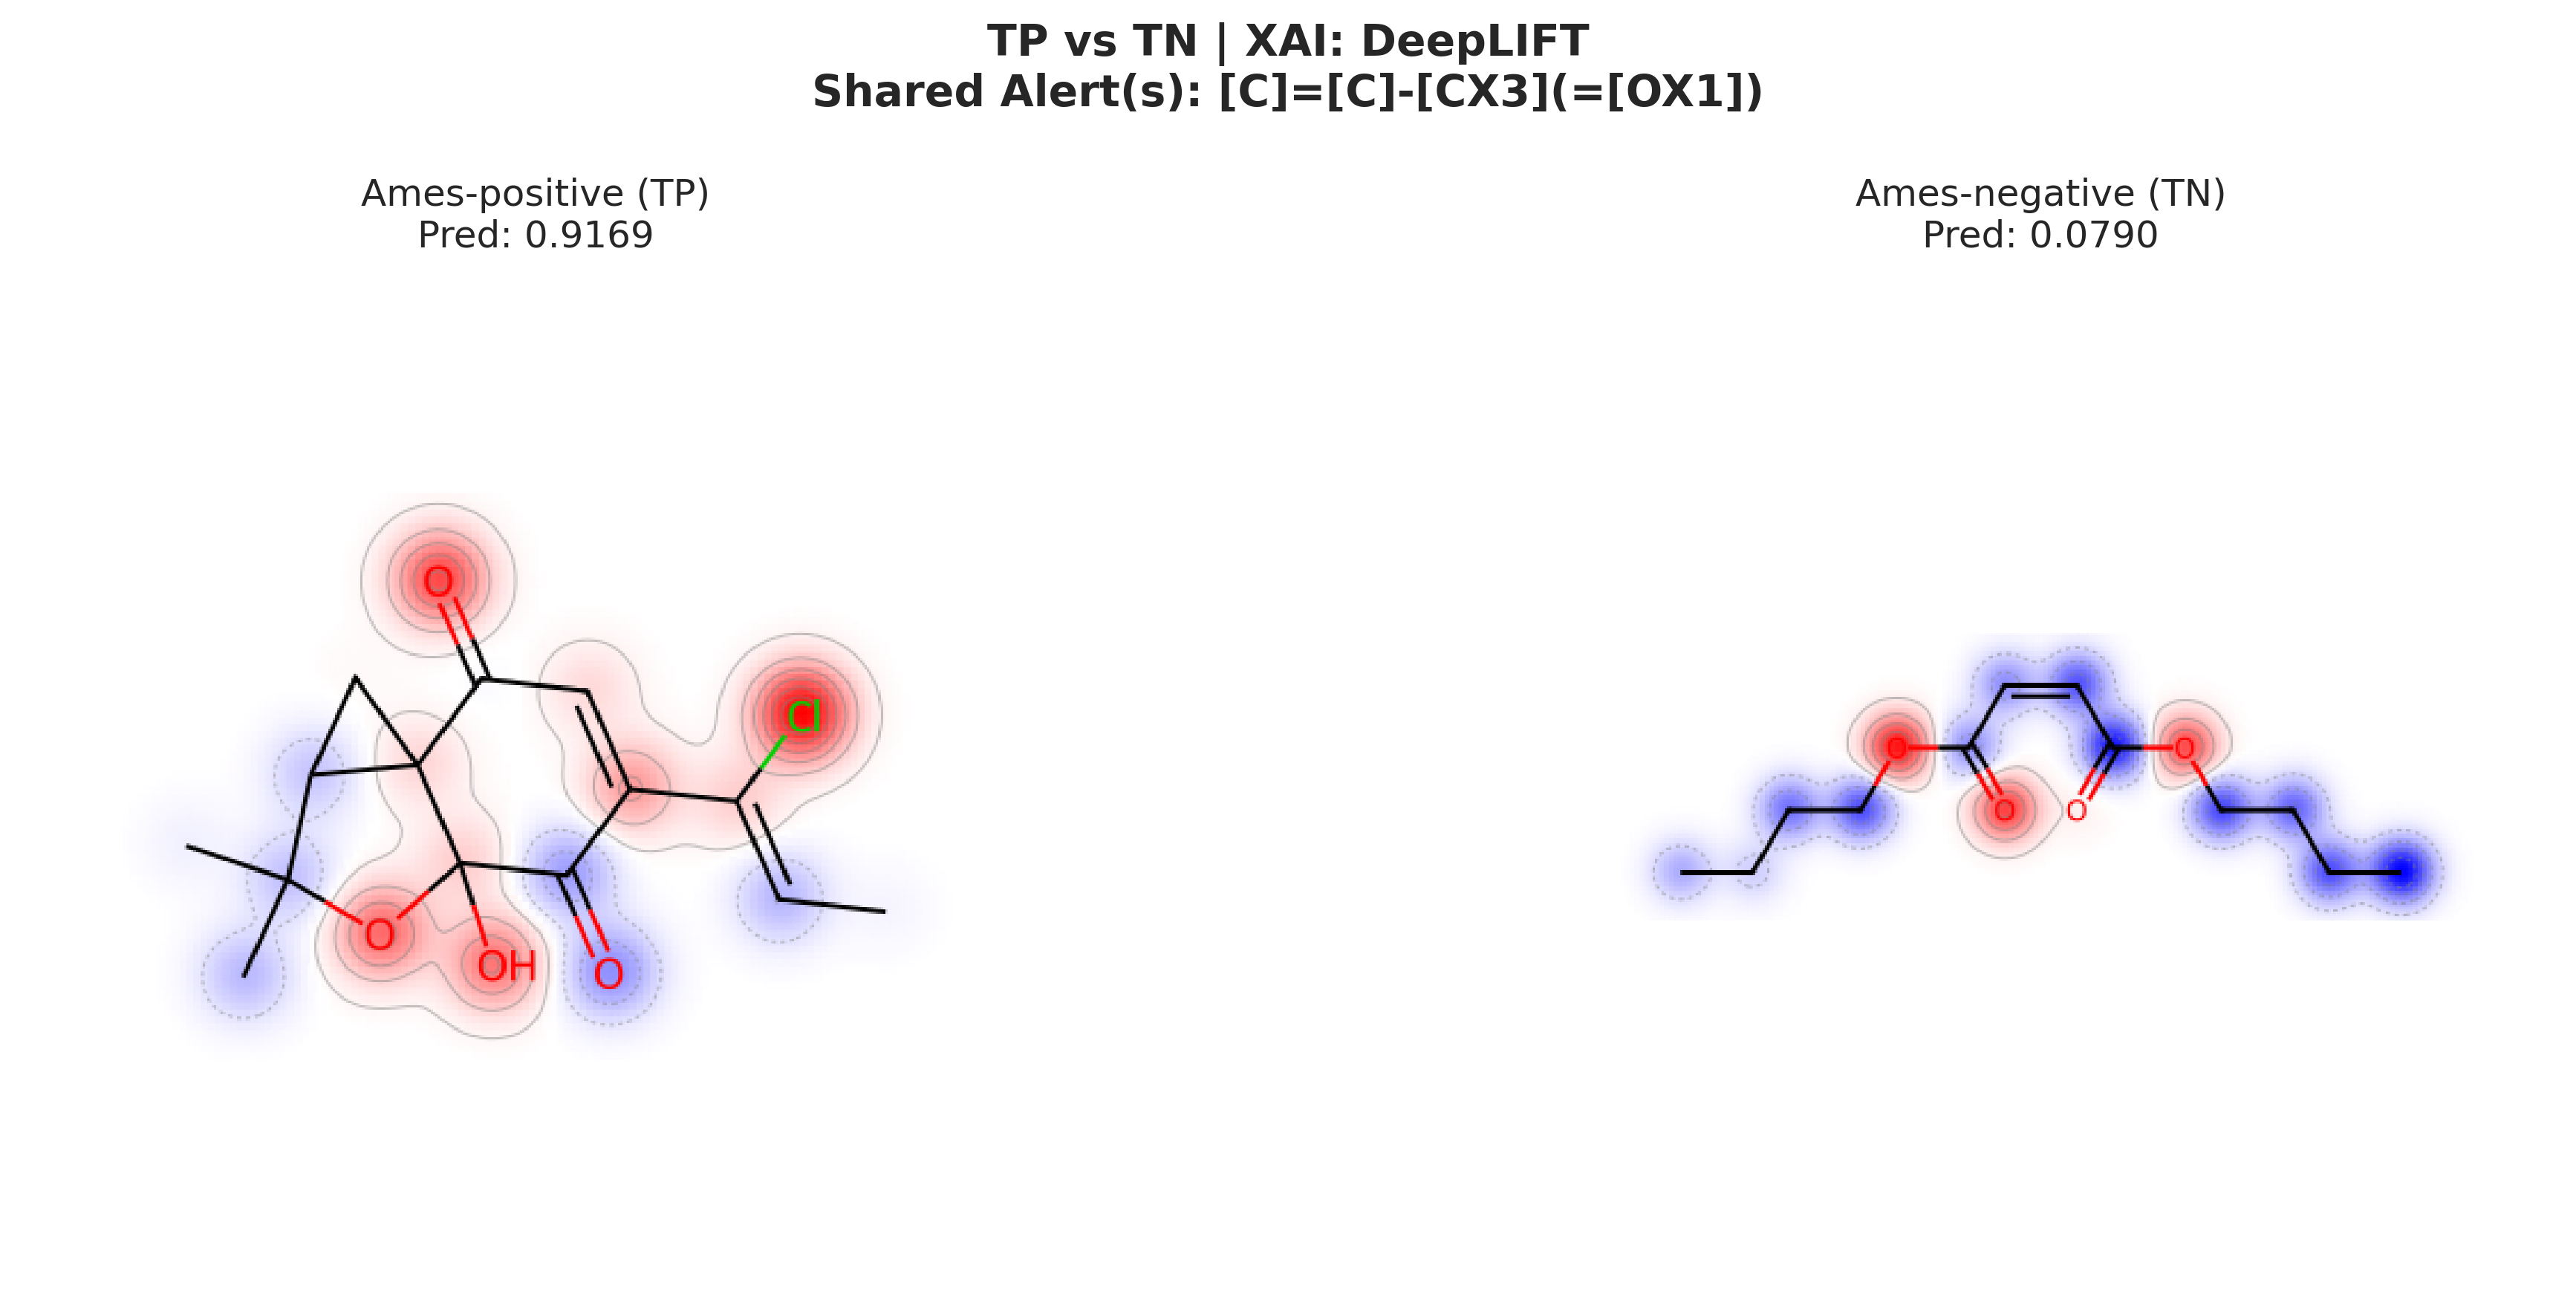 TP vs TN | XAI: DeepLIFT
Shared Alert(s): [C]=[C]-[CX3](=[OX1])
Ames-positive (TP)
Pred: 0.9169
Ames-negative (TN)
Pred: 0.0790
O
Cl
O
OH
O
O
O
O
O